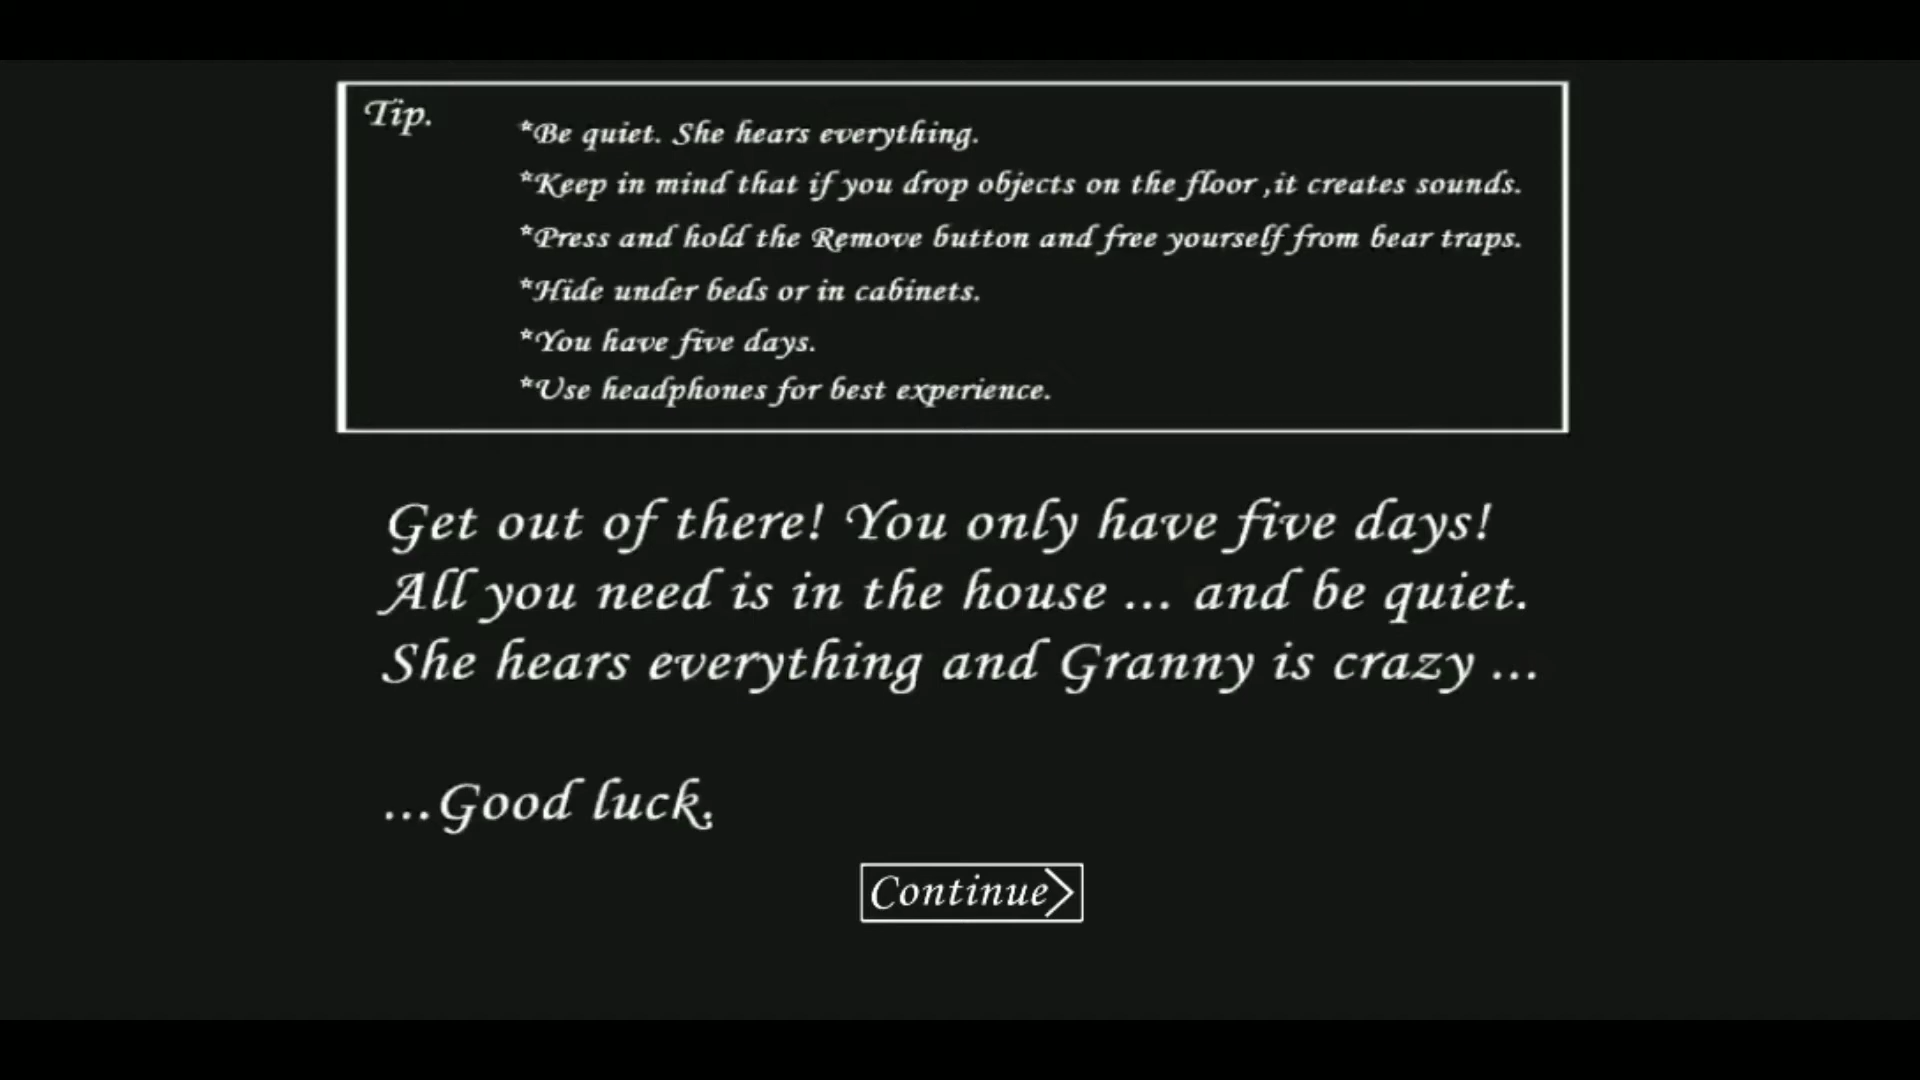 Tip.
*Be quiet. She hears everything.
*Keep in mind that if you drop objects on the floor ,it creates sounds.
*Press and hold the Remove button and free yourself from bear traps.
*Hide under beds or in cabinets.
*You have five days.
*Use headphones for best experience.
Get out of there! You only have five days!
All you need is in the house ... and be quiet.
She hears everything and Granny is crazy ...
...Good luck.
Continue>